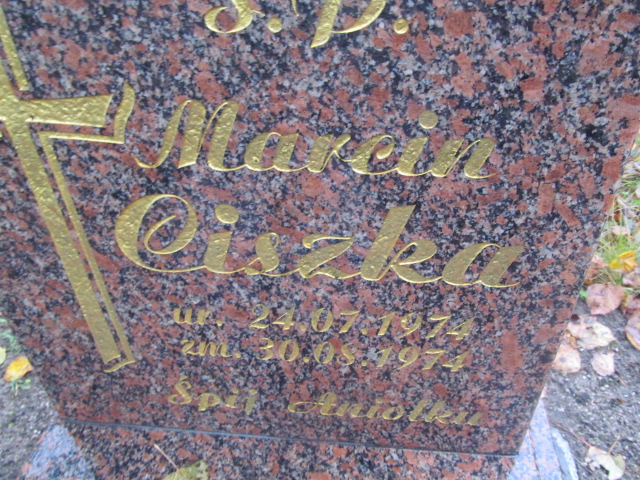 Ś.P.
Marcin
Ciszka
ur. 24.07.1974
zm. 30.08.1974
Śpij Aniołku